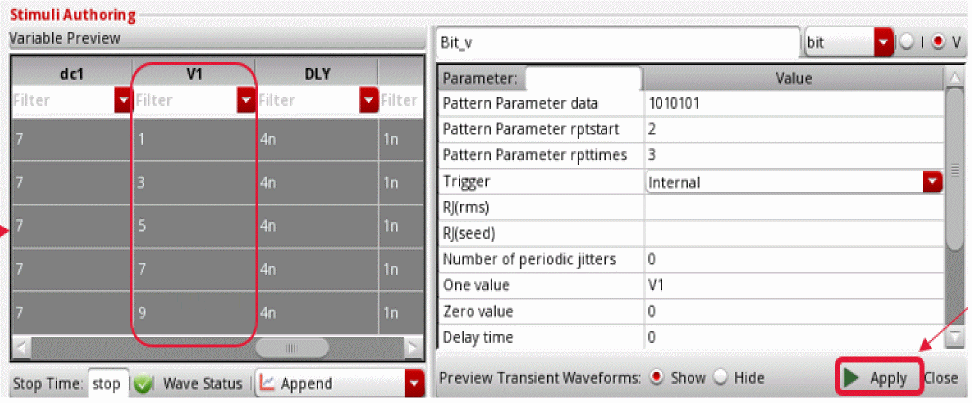 Stimuli Authoring
Variable Preview
dc1 V1 DLY
Filter Filter Filter Filter
7 1 4n 1n
7 3 4n 1n
7 5 4n 1n
7 7 4n 1n
7 9 4n 1n
Stop Time: stop Wave Status Append
Bit_v bit I V
Parameter: Value
Pattern Parameter data 1010101
Pattern Parameter rptstart 2
Pattern Parameter rpttimes 3
Trigger Internal
RJ(rms)
RJ(seed)
Number of periodic jitters 0
One value V1
Zero value 0
Delay time 0
Preview Transient Waveforms: Show Hide Apply Close